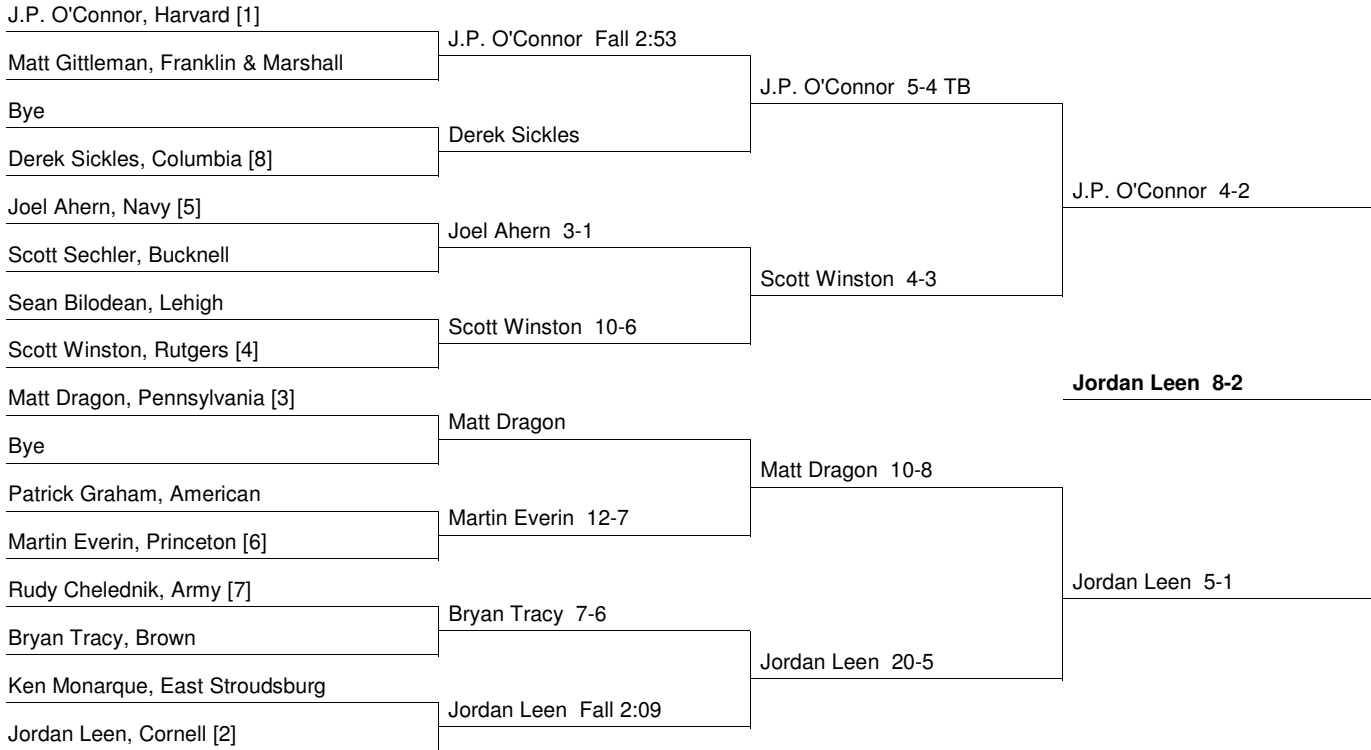 J.P. O'Connor, Harvard [1]
Matt Gittleman, Franklin & Marshall
Bye
Derek Sickles, Columbia [8]
Joel Ahern, Navy [5]
Scott Sechler, Bucknell
Sean Bilodean, Lehigh
Scott Winston, Rutgers [4]
Matt Dragon, Pennsylvania [3]
Bye
Patrick Graham, American
Martin Everin, Princeton [6]
Rudy Chelednik, Army [7]
Bryan Tracy, Brown
Ken Monarque, East Stroudsburg
Jordan Leen, Cornell [2]
J.P. O'Connor Fall 2:53
Derek Sickles
Joel Ahern 3-1
Scott Winston 10-6
Matt Dragon
Martin Everin 12-7
Bryan Tracy 7-6
Jordan Leen Fall 2:09
J.P. O'Connor 5-4 TB
Scott Winston 4-3
Matt Dragon 10-8
Jordan Leen 20-5
J.P. O'Connor 4-2
Jordan Leen 8-2
Jordan Leen 5-1